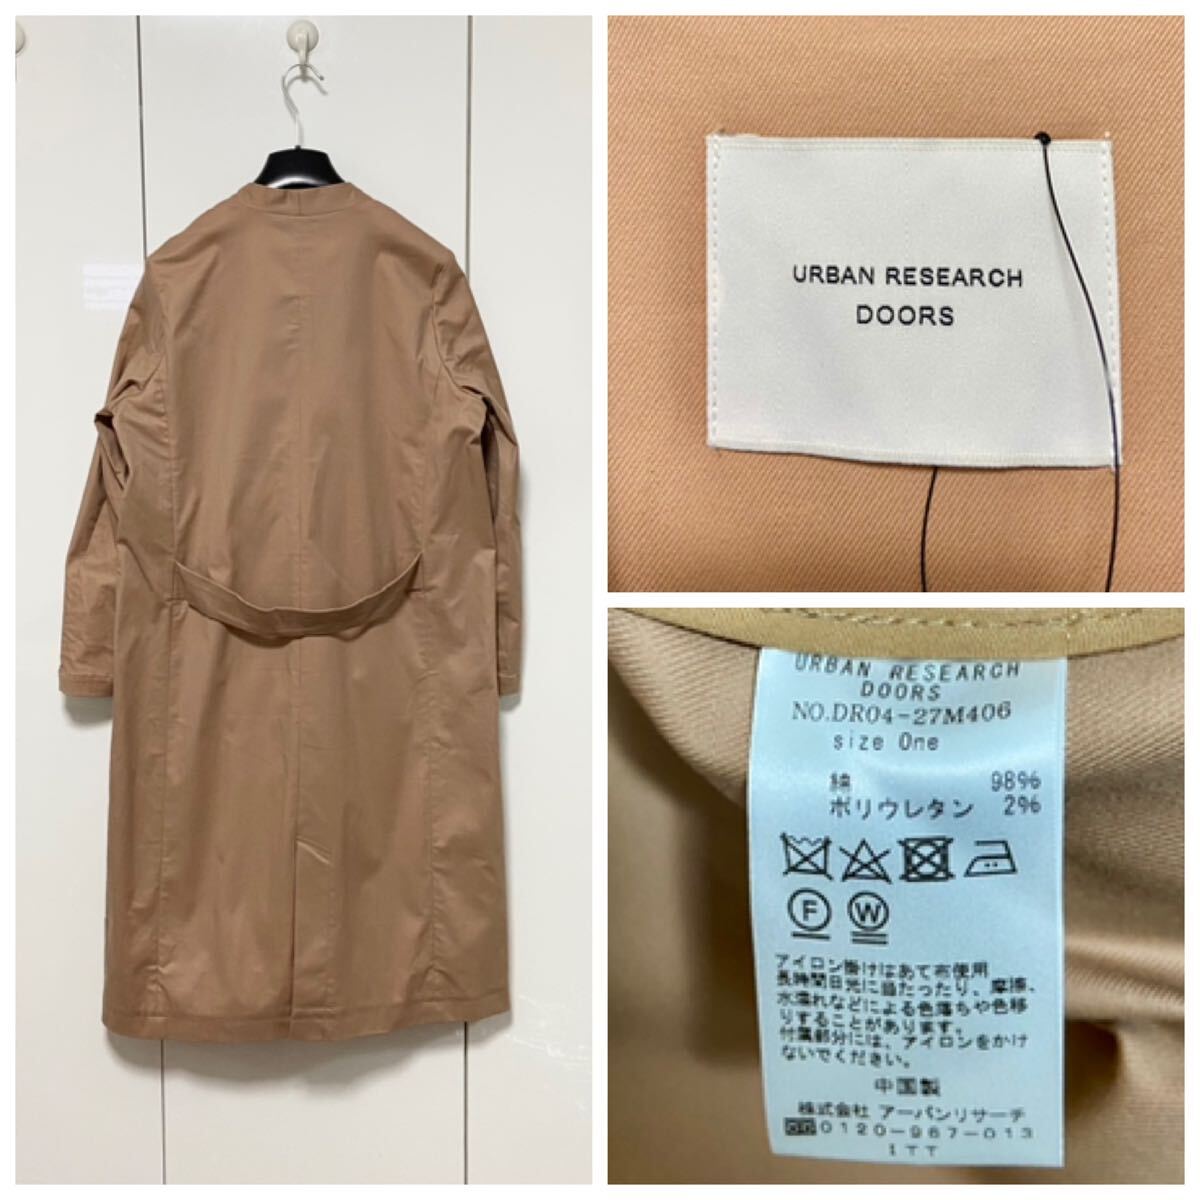 URBAN RESEARCH
DOORS
URBAN RESEARCH
DOORS
NO.DR04-27M406
size One
綿 98%
ポリウレタン 2%
F W
アイロン掛けはあて布使用
長時間日光に当たったり、摩擦、
水濡れなどによる色落ちや色移
りすることがあります。
付属部分には、アイロンをかけ
ないでください。
中国製
株式会社 アーバンリサーチ
0120-967-013
1TT